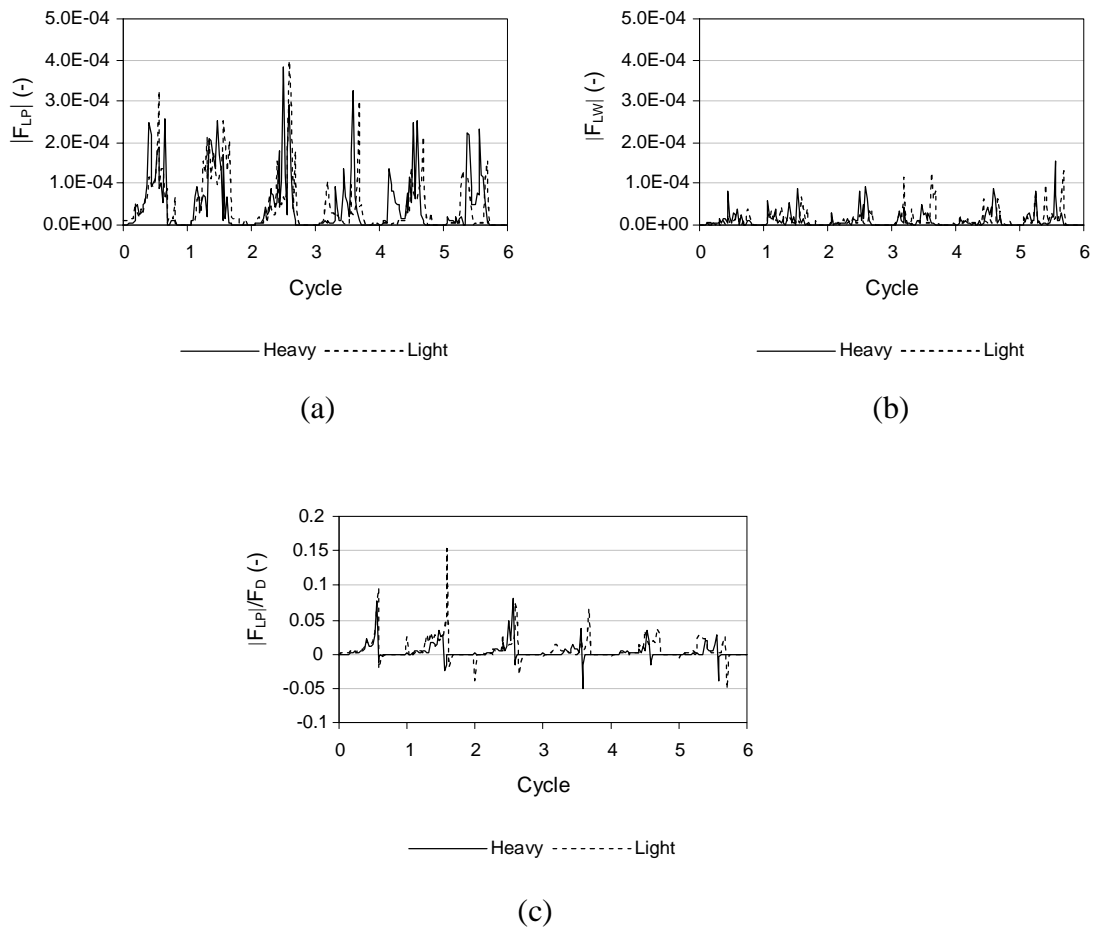 5.0E-04
4.0E-04
3.0E-04
2.0E-04
1.0E-04
0.0E+00
|F_LP| (-)
0 1 2 3 4 5 6
Cycle
Heavy Light
(a)
5.0E-04
4.0E-04
3.0E-04
2.0E-04
1.0E-04
0.0E+00
|F_LW| (-)
0 1 2 3 4 5 6
Cycle
Heavy Light
(b)
0.2
0.15
0.1
0.05
0
-0.05
-0.1
|F_LP|/F_D (-)
0 1 2 3 4 5 6
Cycle
Heavy Light
(c)